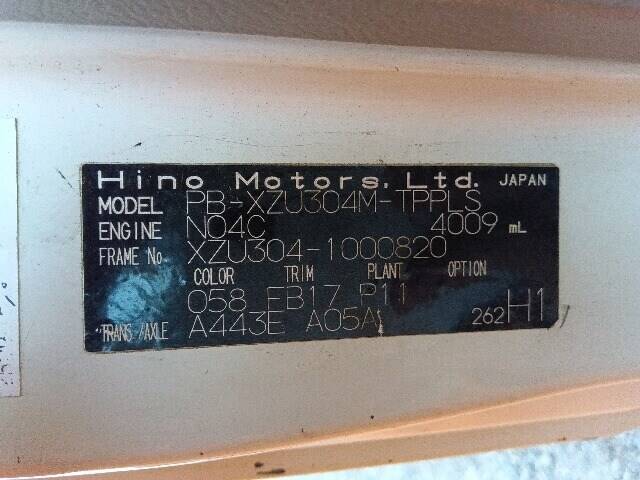 Hino Motors, Ltd. JAPAN
MODEL PB-XZU304M-TPPLS
ENGINE N04C 4009 mL
FRAME No. XZU304-1000820
COLOR TRIM PLANT OPTION
058 FB17 P11
TRANS/AXLE A443E A05A 262 H1